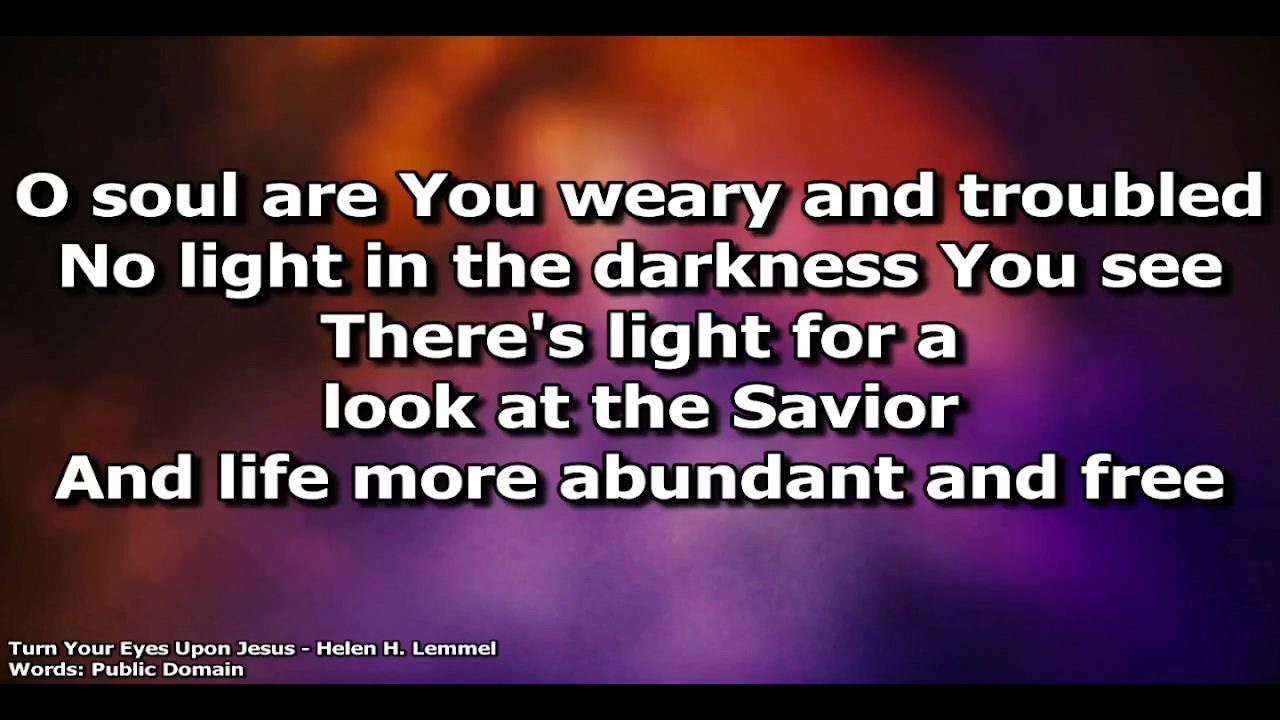 O soul are You weary and troubled
No light in the darkness You see
There's light for a
look at the Savior
And life more abundant and free
Turn Your Eyes Upon Jesus - Helen H. Lemmel
Words: Public Domain